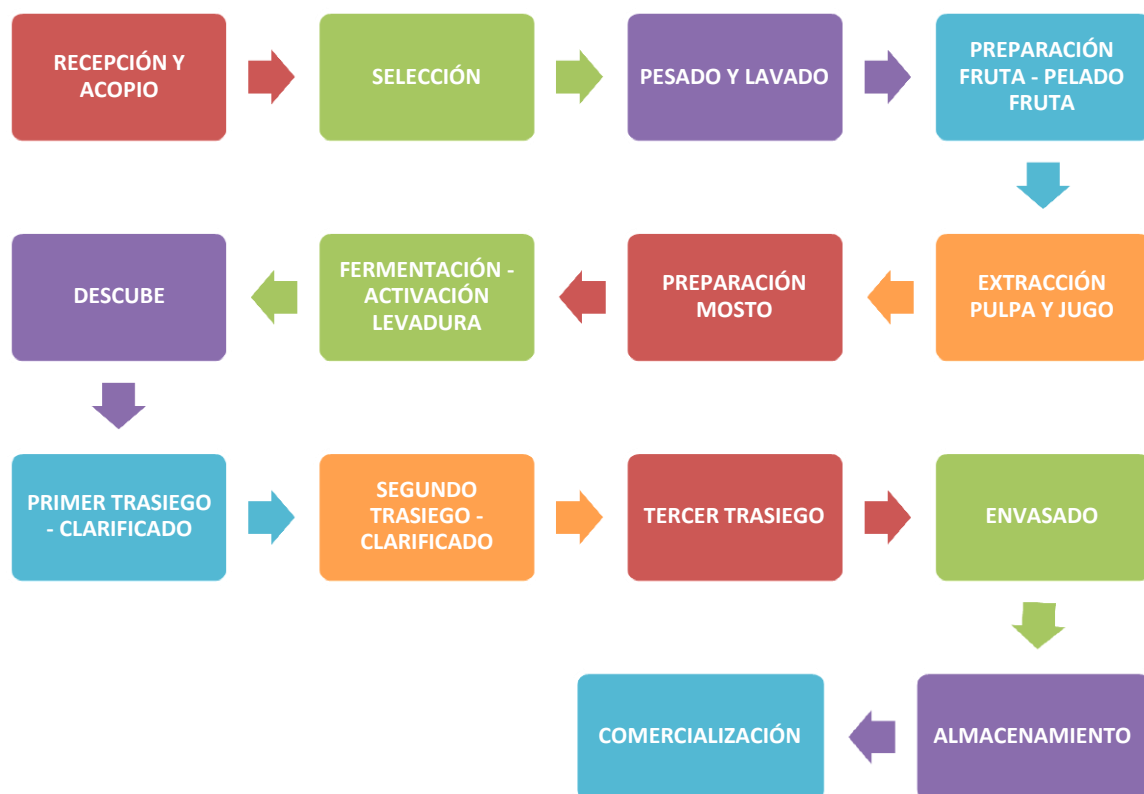 RECEPCIÓN Y
ACOPIO
SELECCIÓN
PESADO Y LAVADO
PREPARACIÓN
FRUTA - PELADO
FRUTA
EXTRACCIÓN
PULPA Y JUGO
PREPARACIÓN
MOSTO
FERMENTACIÓN -
ACTIVACIÓN
LEVADURA
DESCUBE
PRIMER TRASIEGO
- CLARIFICADO
SEGUNDO
TRASIEGO -
CLARIFICADO
TERCER TRASIEGO
ENVASADO
ALMACENAMIENTO
COMERCIALIZACIÓN